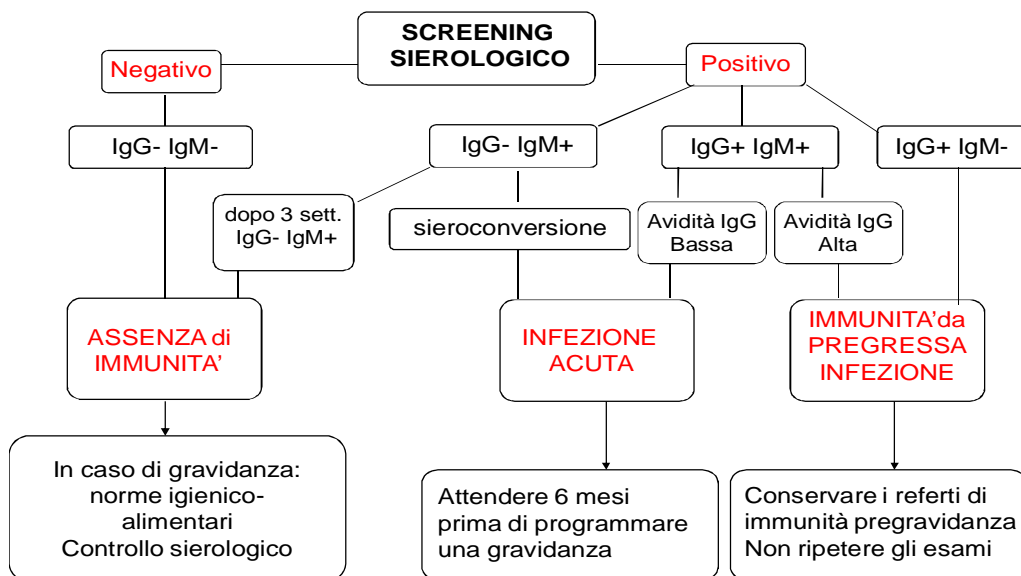 SCREENING
SIEROLOGICO
Negativo
Positivo
IgG- IgM-
IgG- IgM+
IgG+ IgM+
IgG+ IgM-
dopo 3 sett.
IgG- IgM+
sieroconversione
Avidità IgG
Bassa
Avidità IgG
Alta
ASSENZA di
IMMUNITA'
INFEZIONE
ACUTA
IMMUNITA'da
PREGRESSA
INFEZIONE
In caso di gravidanza:
norme igienico-
alimentari
Controllo sierologico
Attendere 6 mesi
prima di programmare
una gravidanza
Conservare i referti di
immunità pregravidanza
Non ripetere gli esami